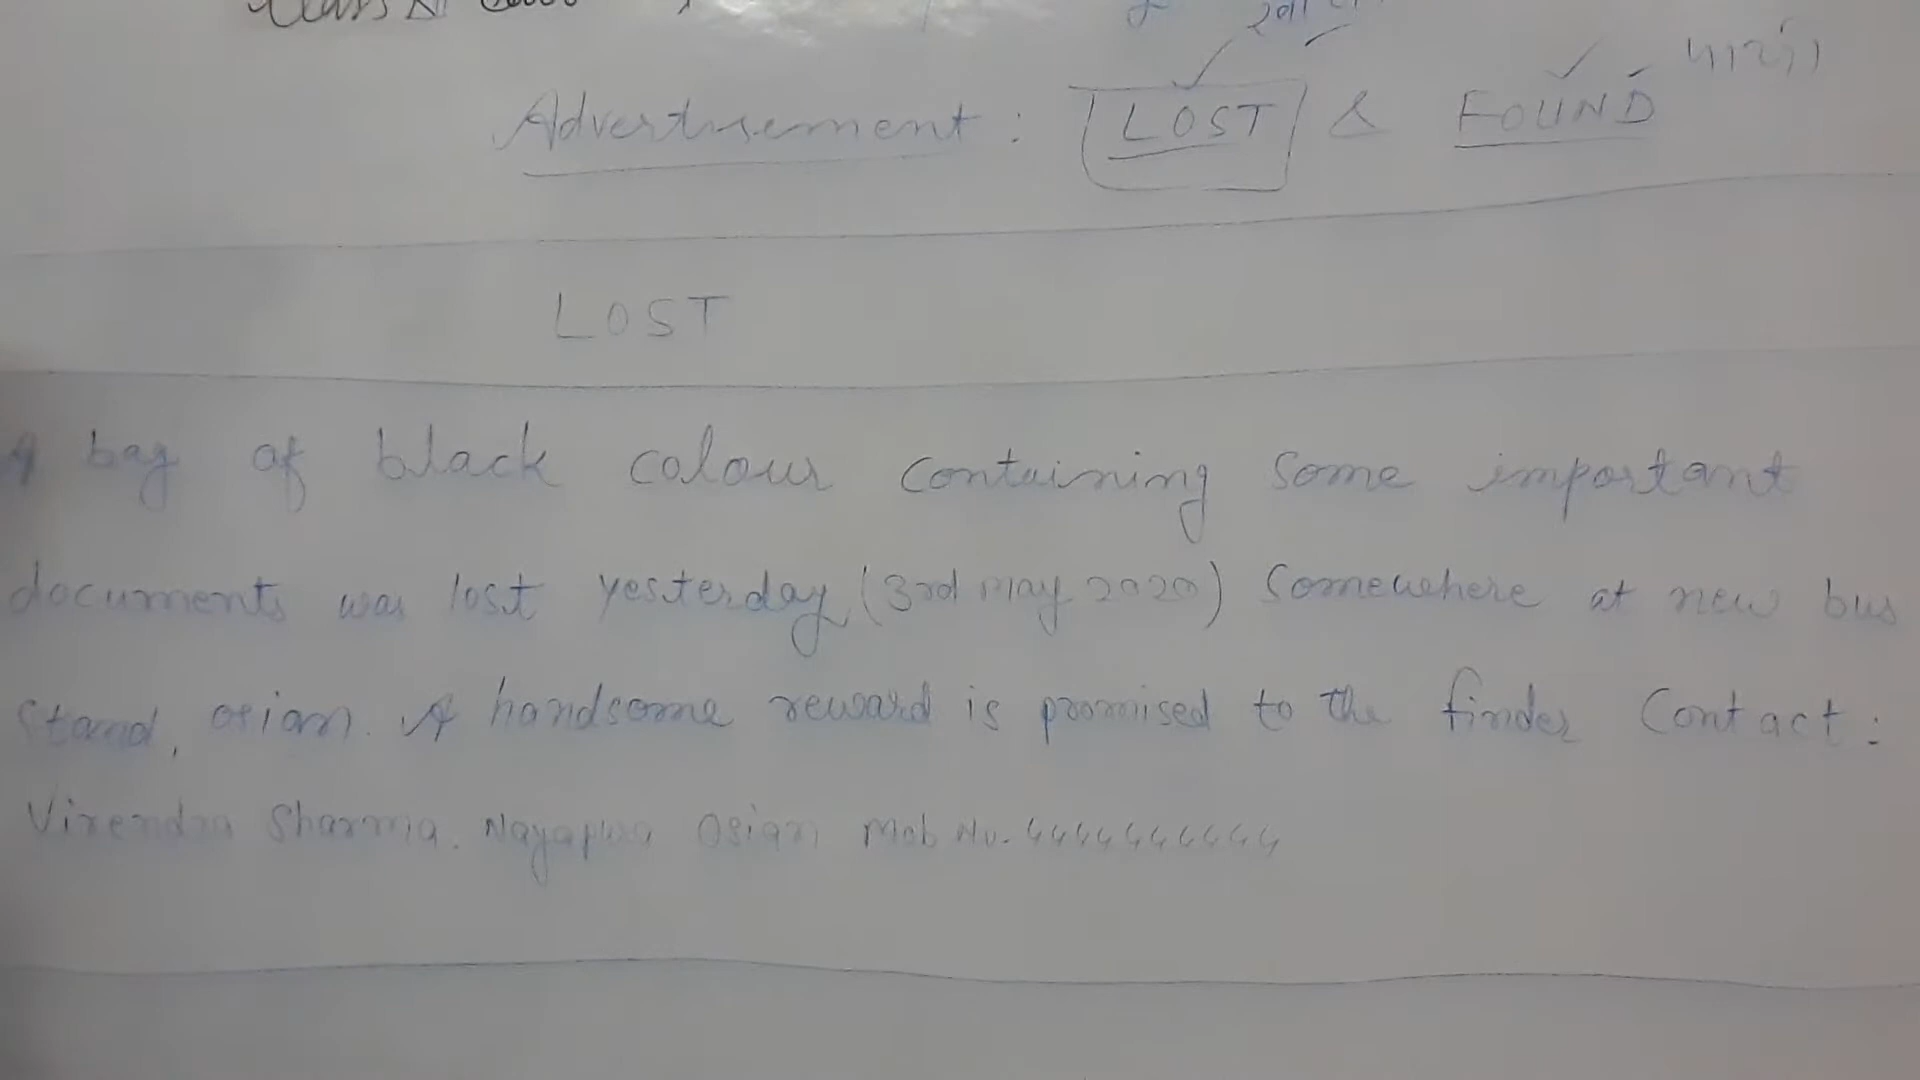 Class XII
Advertisement : LOST & FOUND
LOST
A bag of black colour containing some important
documents was lost yesterday (3rd may 2020) Somewhere at new bus
stand, osian. A handsome reward is promised to the finder Contact :
Virendra Sharma. Nayapura Osian Mob No. 4444444444